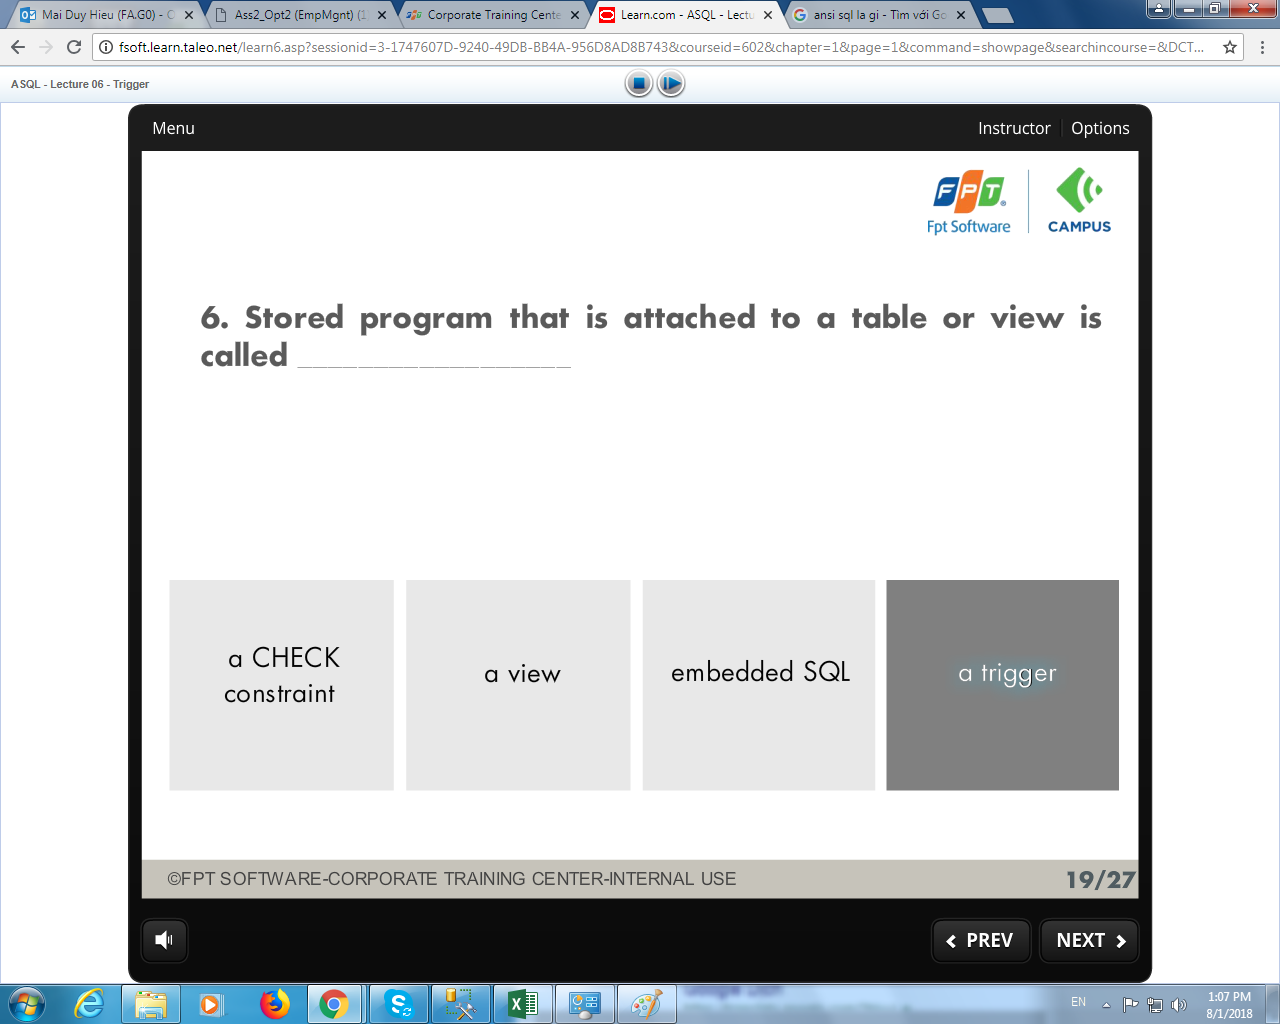 Mai Duy Hieu (FA.G0) - O
Ass2_Opt2 (EmpMgnt) (1
Corporate Training Cente
Learn.com - ASQL - Lectu
ansi sql la gi - Tìm với Go
fsoft.learn.taleo.net/learn6.asp?sessionid=3-1747607D-9240-49DB-BB4A-956D8AD8B743&courseid=602&chapter=1&page=1&command=showpage&searchincourse=&DCT...
ASQL - Lecture 06 - Trigger
Menu
Instructor
Options
FPT
Fpt Software
CAMPUS
6. Stored program that is attached to a table or view is
called __________________
a CHECK
constraint
a view
embedded SQL
a trigger
©FPT SOFTWARE-CORPORATE TRAINING CENTER-INTERNAL USE
19/27
PREV
NEXT
EN
1:07 PM
8/1/2018